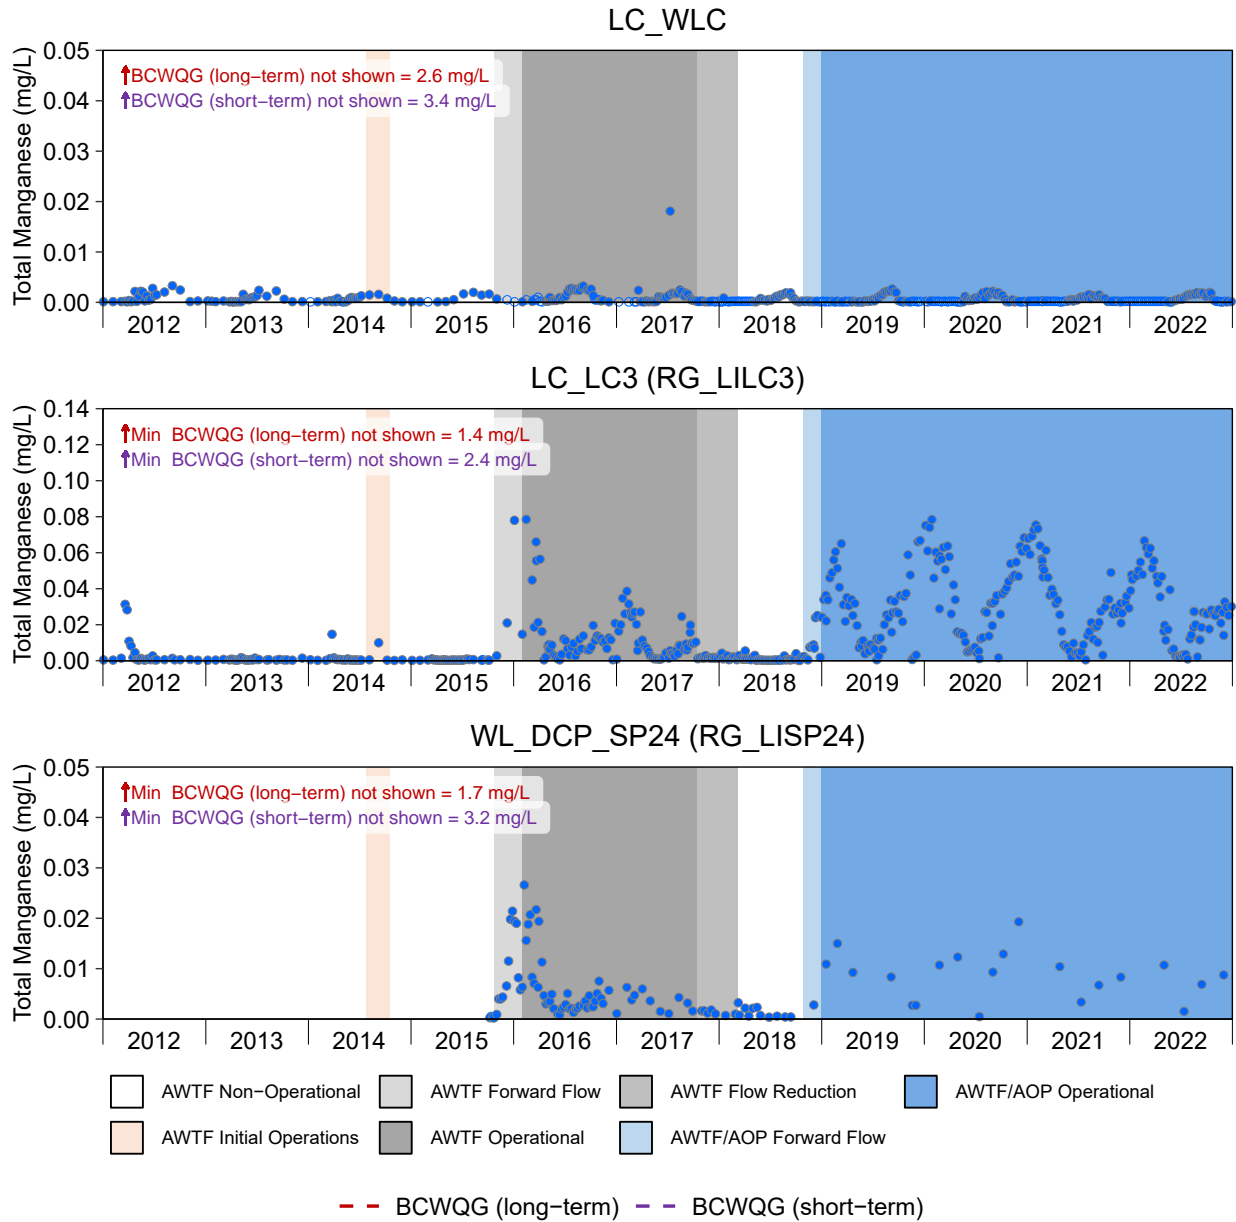 LC_WLC
Total Manganese (mg/L)
0.05
0.04
0.03
0.02
0.01
0.00
BCWQG (long−term) not shown = 2.6 mg/L
BCWQG (short−term) not shown = 3.4 mg/L
2012 2013 2014 2015 2016 2017 2018 2019 2020 2021 2022
LC_LC3 (RG_LILC3)
Total Manganese (mg/L)
0.14
0.12
0.10
0.08
0.06
0.04
0.02
0.00
Min BCWQG (long−term) not shown = 1.4 mg/L
Min BCWQG (short−term) not shown = 2.4 mg/L
2012 2013 2014 2015 2016 2017 2018 2019 2020 2021 2022
WL_DCP_SP24 (RG_LISP24)
Total Manganese (mg/L)
0.05
0.04
0.03
0.02
0.01
0.00
Min BCWQG (long−term) not shown = 1.7 mg/L
Min BCWQG (short−term) not shown = 3.2 mg/L
2012 2013 2014 2015 2016 2017 2018 2019 2020 2021 2022
AWTF Non−Operational AWTF Forward Flow AWTF Flow Reduction AWTF/AOP Operational
AWTF Initial Operations AWTF Operational AWTF/AOP Forward Flow
BCWQG (long−term) BCWQG (short−term)